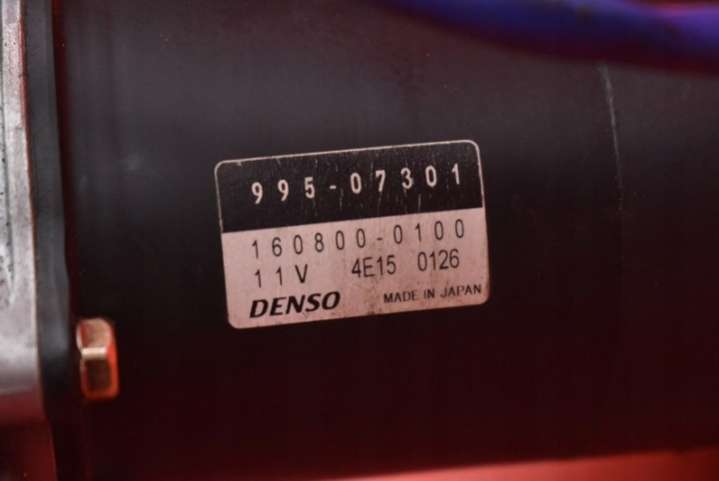 995-07301
160800-0100
11V 4E15 0126
DENSO MADE IN JAPAN